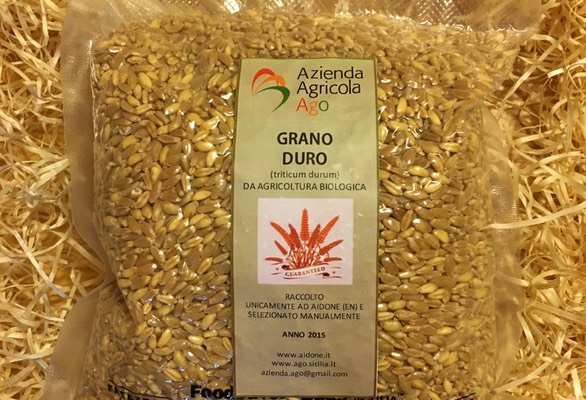 Azienda
Agricola
Ago
GRANO
DURO
(triticum durum)
DA AGRICOLTURA BIOLOGICA
GUARANTEED
RACCOLTO
UNICAMENTE AD AIDONE (EN) E
SELEZIONATO MANUALMENTE
ANNO 2015
www.aidone.it
www.ago.sicilia.it
azienda.ago@gmail.com
Food